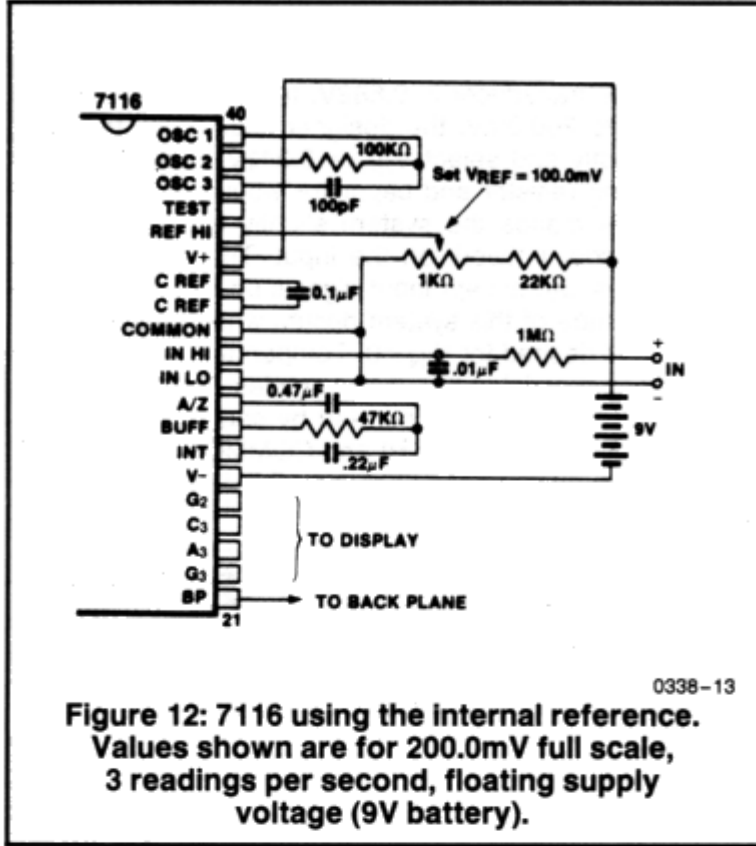 7116
40
OSC 1
OSC 2
OSC 3
TEST
REF HI
V+
C REF
C REF
COMMON
IN HI
IN LO
A/Z
BUFF
INT
V-
G2
C3
A3
G3
BP
21
100KΩ
100pF
Set VREF = 100.0mV
1KΩ
22KΩ
0.1µF
1MΩ
.01µF
+
IN
-
0.47µF
47KΩ
.22µF
9V
TO DISPLAY
TO BACK PLANE
0338-13
Figure 12: 7116 using the internal reference.
Values shown are for 200.0mV full scale,
3 readings per second, floating supply
voltage (9V battery).